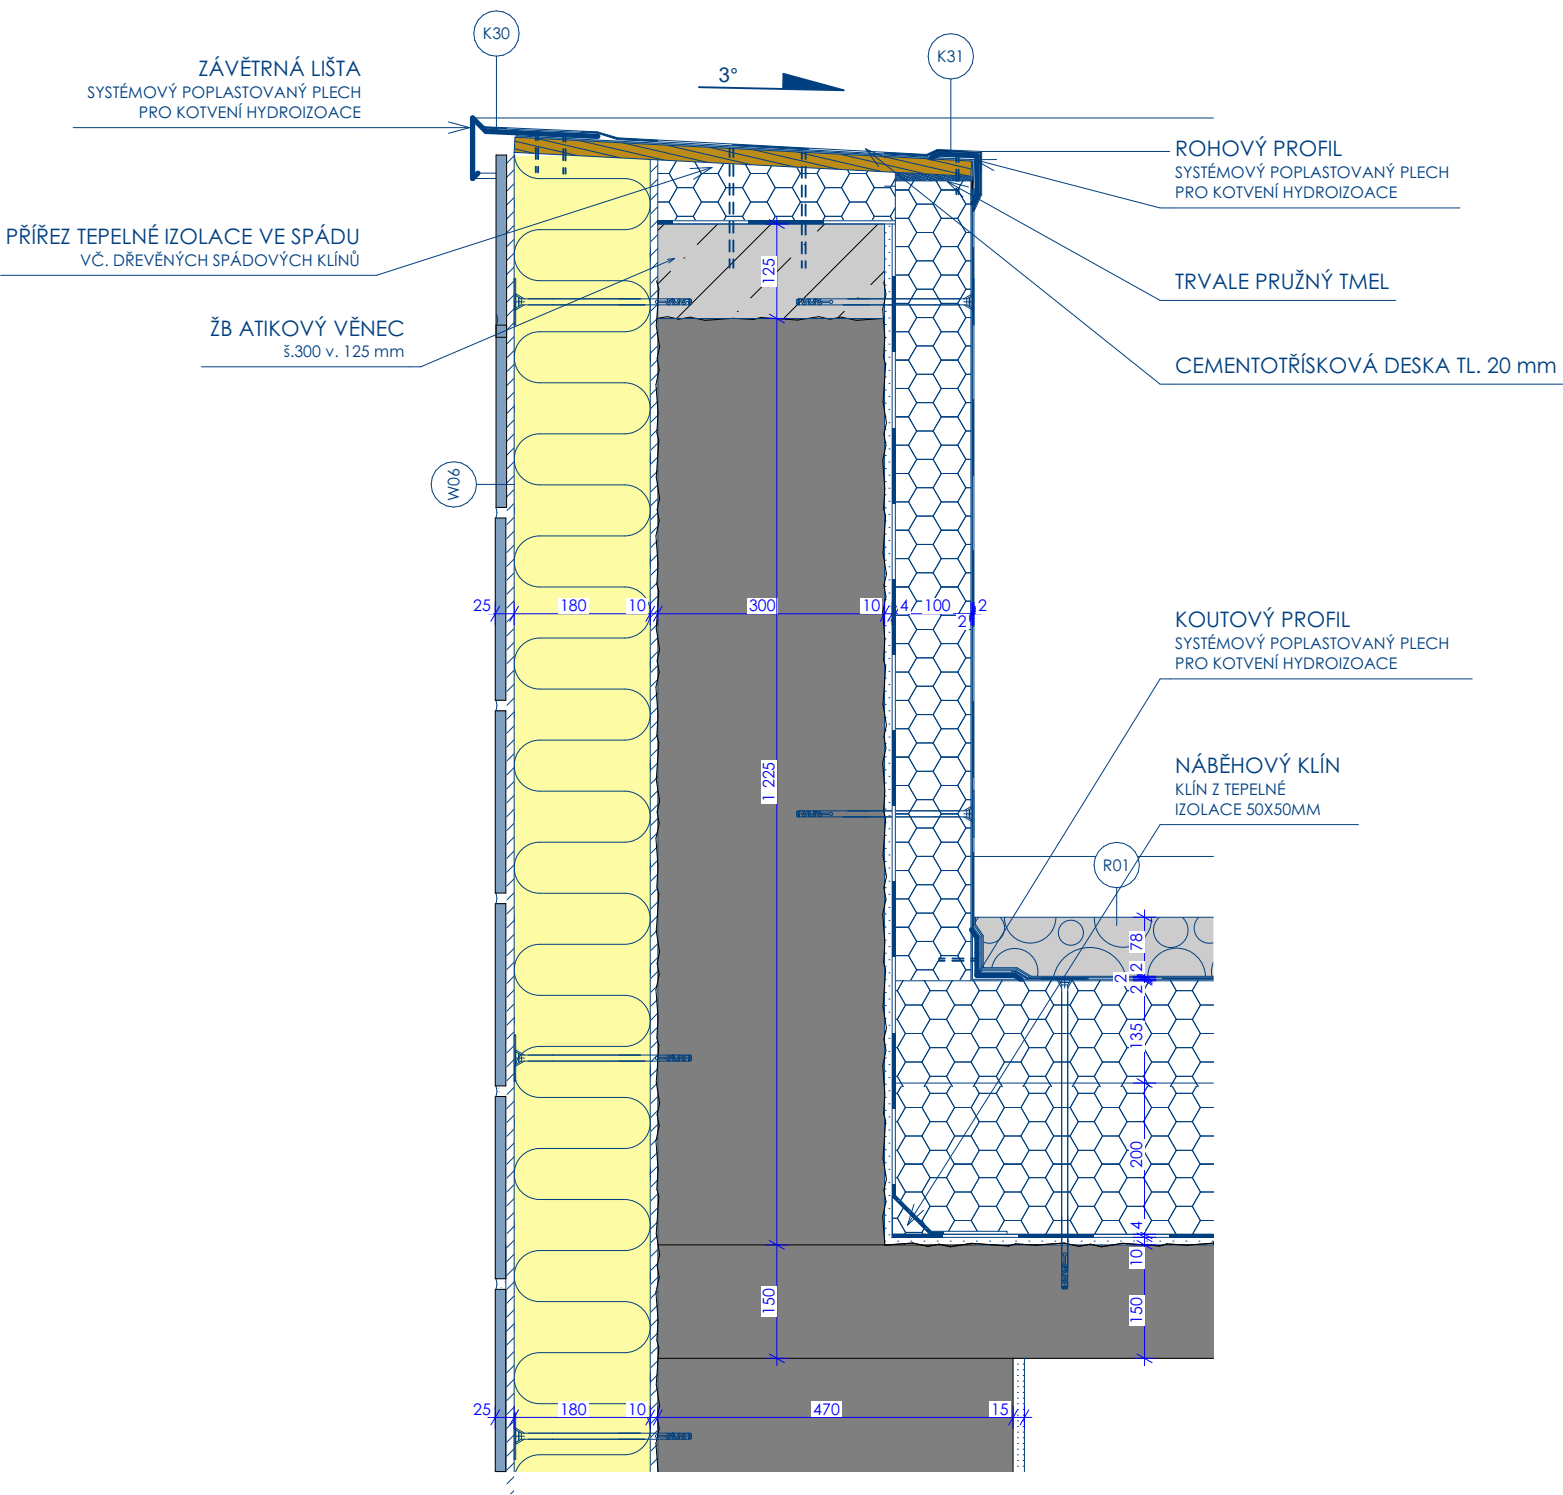 K30
K31
3°
ZÁVĚTRNÁ LIŠTA
SYSTÉMOVÝ POPLASTOVANÝ PLECH
PRO KOTVENÍ HYDROIZOACE
ROHOVÝ PROFIL
SYSTÉMOVÝ POPLASTOVANÝ PLECH
PRO KOTVENÍ HYDROIZOACE
PŘÍŘEZ TEPELNÉ IZOLACE VE SPÁDU
VČ. DŘEVĚNÝCH SPÁDOVÝCH KLÍNŮ
125
TRVALE PRUŽNÝ TMEL
ŽB ATIKOVÝ VĚNEC
š.300 v. 125 mm
CEMENTOTŘÍSKOVÁ DESKA TL. 20 mm
W06
25 180 10 300 10 4 100 2
2
KOUTOVÝ PROFIL
SYSTÉMOVÝ POPLASTOVANÝ PLECH
PRO KOTVENÍ HYDROIZOACE
1 225
NÁBĚHOVÝ KLÍN
KLÍN Z TEPELNÉ
IZOLACE 50X50MM
R01
78
2
2
2
135
200
4
10
150
150
25 180 10 470 15